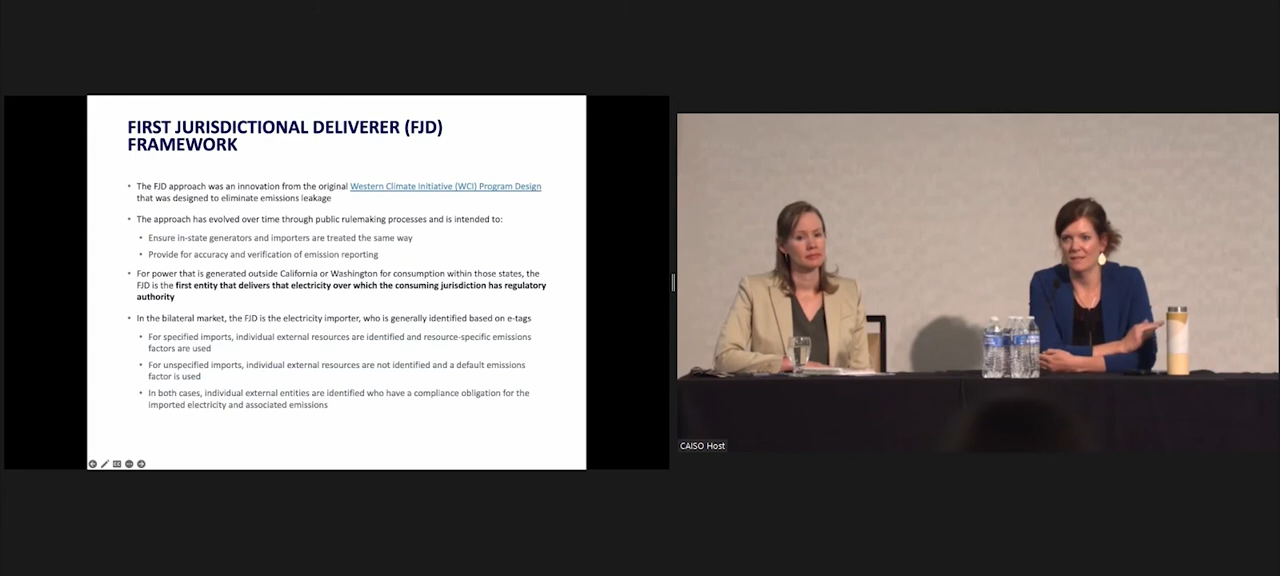 FIRST JURISDICTIONAL DELIVERER (FJD)
FRAMEWORK
• The FJD approach was an innovation from the original Western Climate Initiative (WCI) Program Design
that was designed to eliminate emissions leakage
• The approach has evolved over time through public rulemaking processes and is intended to:
• Ensure in-state generators and importers are treated the same way
• Provide for accuracy and verification of emission reporting
• For power that is generated outside California or Washington for consumption within those states, the
FJD is the first entity that delivers that electricity over which the consuming jurisdiction has regulatory
authority
• In the bilateral market, the FJD is the electricity importer, who is generally identified based on e-tags
• For specified imports, individual external resources are identified and resource-specific emissions
factors are used
• For unspecified imports, individual external resources are not identified and a default emissions
factor is used
• In both cases, individual external entities are identified who have a compliance obligation for the
imported electricity and associated emissions
CAISO Host